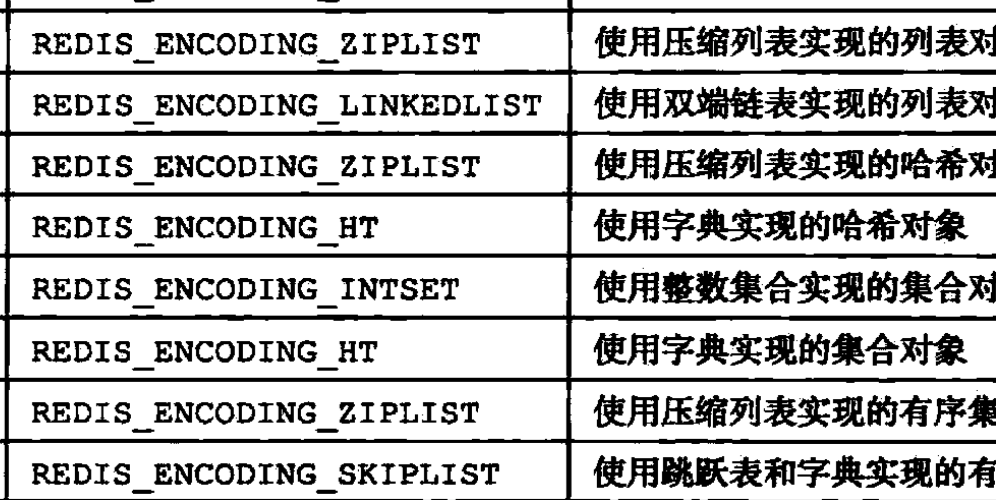 REDIS_ENCODING_ZIPLIST 使用压缩列表实现的列表对
REDIS_ENCODING_LINKEDLIST 使用双端链表实现的列表对
REDIS_ENCODING_ZIPLIST 使用压缩列表实现的哈希对
REDIS_ENCODING_HT 使用字典实现的哈希对象
REDIS_ENCODING_INTSET 使用整数集合实现的集合对
REDIS_ENCODING_HT 使用字典实现的集合对象
REDIS_ENCODING_ZIPLIST 使用压缩列表实现的有序集
REDIS_ENCODING_SKIPLIST 使用跳跃表和字典实现的有